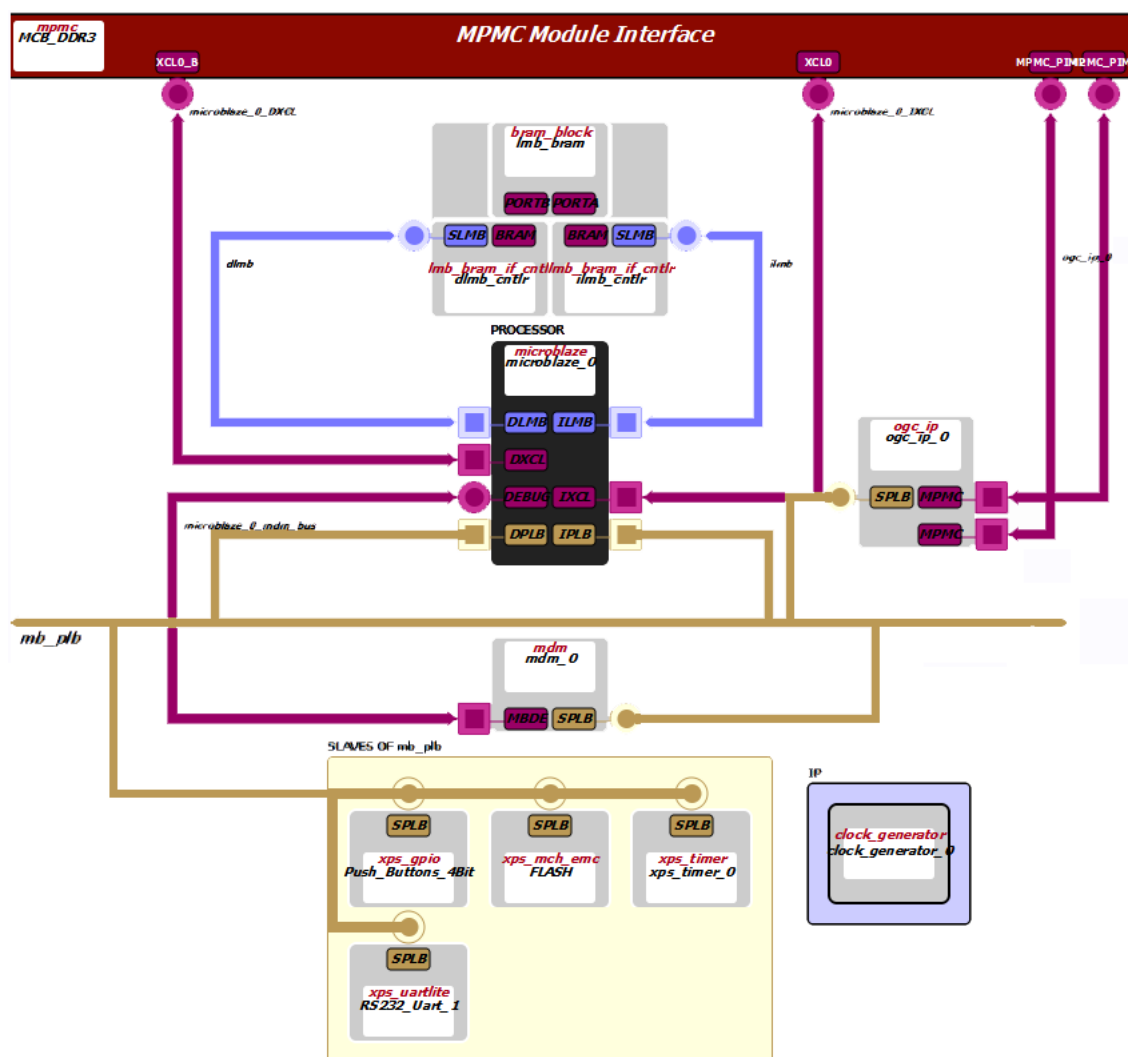 mpmc
MCB_DDR3
MPMC Module Interface
XCL0_B
XCL0
microblaze_0_DXCL
microblaze_0_IXCL
bram_block
lmb_bram
PORTB PORTA
SLMB BRAM
BRAM SLMB
dlmb
ilmb
ogc_ip_0
dlmb_cntlr
ilmb_cntlr
PROCESSOR
microblaze
microblaze_0
DLMB ILMB
DXCL
DEBUG IXCL
DPLB IPLB
ogc_ip
ogc_ip_0
SPLB MPMC
MPMC
microblaze_0_mdm_bus
mb_plb
mdm
mdm_0
MBDE SPLB
SLAVES OF mb_plb
SPLB
SPLB
SPLB
xps_gpio
Push_Buttons_4Bit
xps_mch_emc
FLASH
xps_timer
xps_timer_0
SPLB
xps_uartlite
RS232_Uart_1
IP
clock_generator
clock_generator_0